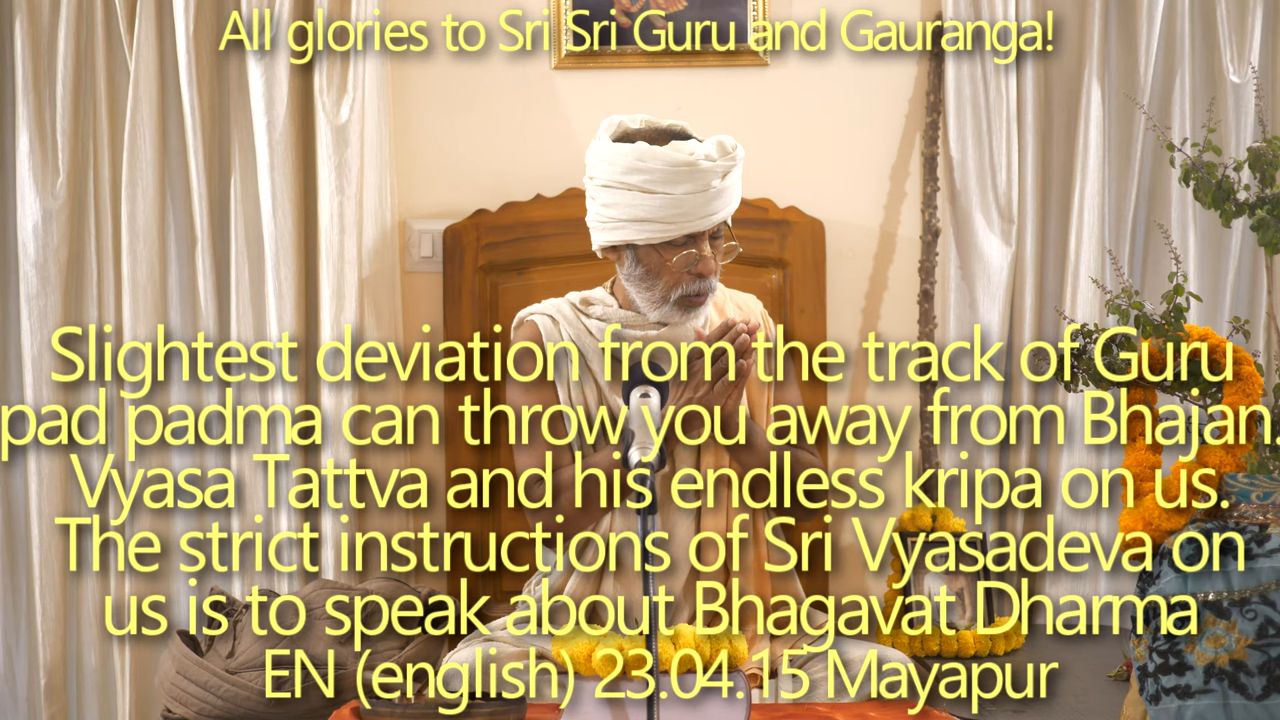 All glories to Sri Sri Guru and Gauranga!
Slightest deviation from the track of Guru
pad padma can throw you away from Bhajan.
Vyasa Tattva and his endless kripa on us.
The strict instructions of Sri Vyasadeva on
us is to speak about Bhagavat Dharma
EN (english) 23.04.15 Mayapur